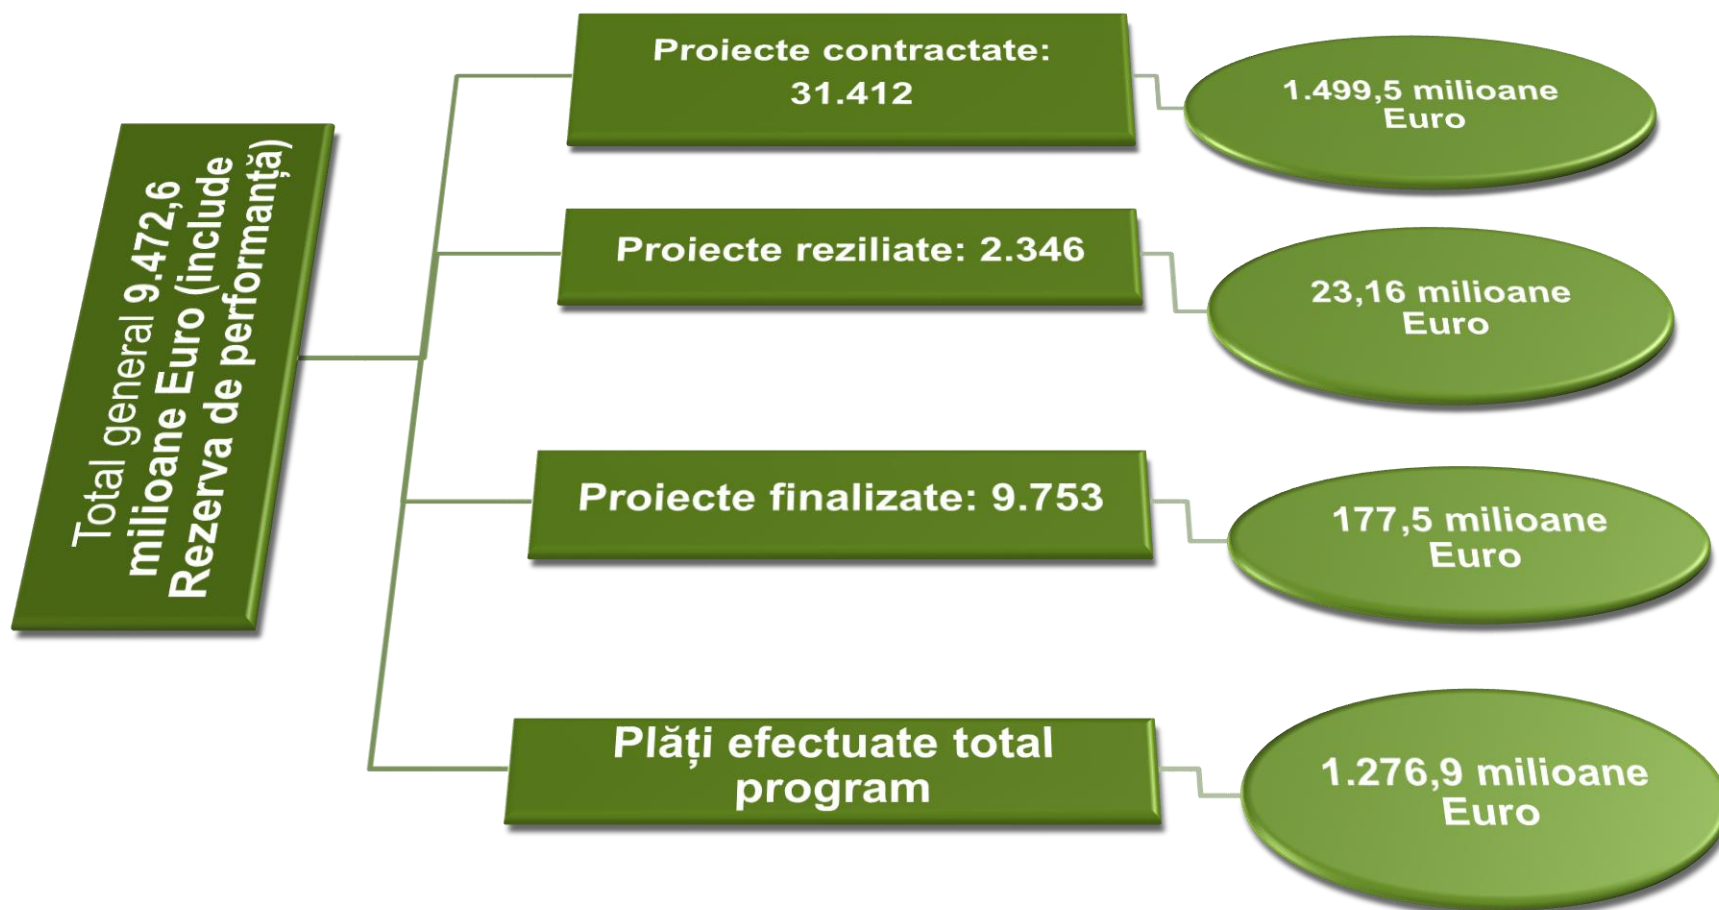 Total general 9.472,6
milioane Euro (include
Rezerva de performanță)
Proiecte contractate:
31.412
1.499,5 milioane
Euro
Proiecte reziliate: 2.346
23,16 milioane
Euro
Proiecte finalizate: 9.753
177,5 milioane
Euro
Plăți efectuate total
program
1.276,9 milioane
Euro